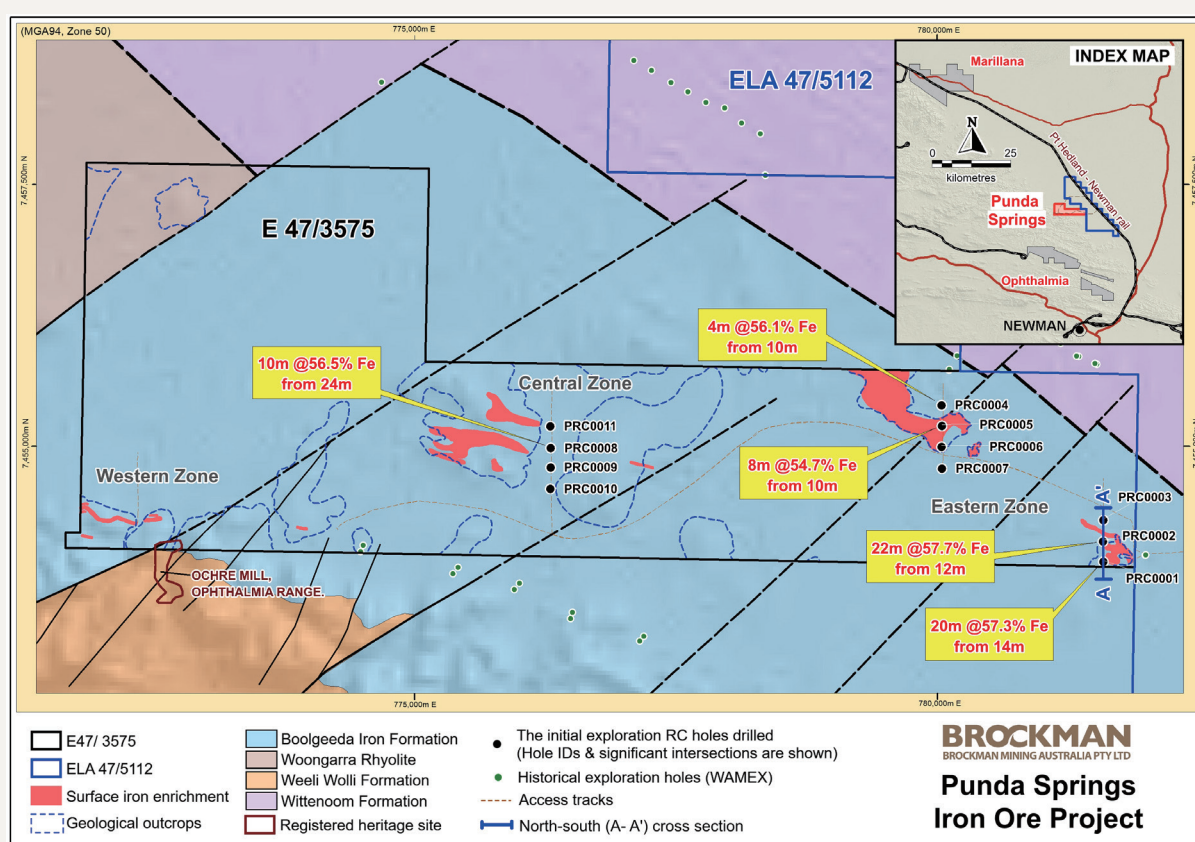 (MGA94, Zone 50)
775,000m E
780,000m E
7,457,500m N
7,457,500m N
7,455,000m N
7,455,000m N
ELA 47/5112
E 47/3575
INDEX MAP
Marillana
N
0 25
kilometres
Pt Hedland - Newman rail
Punda
Springs
Ophthalmia
NEWMAN
4m @56.1% Fe
from 10m
10m @56.5% Fe
from 24m
Central Zone
PRC0011
PRC0008
PRC0009
PRC0010
PRC0004
PRC0005
PRC0006
PRC0007
8m @54.7% Fe
from 10m
Western Zone
Eastern Zone
A'
PRC0003
PRC0002
PRC0001
A
22m @57.7% Fe
from 12m
20m @57.3% Fe
from 14m
OCHRE MILL,
OPHTHALMIA RANGE.
775,000m E
780,000m E
E47/ 3575
ELA 47/5112
Surface iron enrichment
Geological outcrops
Boolgeeda Iron Formation
Woongarra Rhyolite
Weeli Wolli Formation
Wittenoom Formation
Registered heritage site
The initial exploration RC holes drilled
(Hole IDs & significant intersections are shown)
Historical exploration holes (WAMEX)
Access tracks
North-south (A- A') cross section
BROCKMAN
BROCKMAN MINING AUSTRALIA PTY LTD
Punda Springs
Iron Ore Project